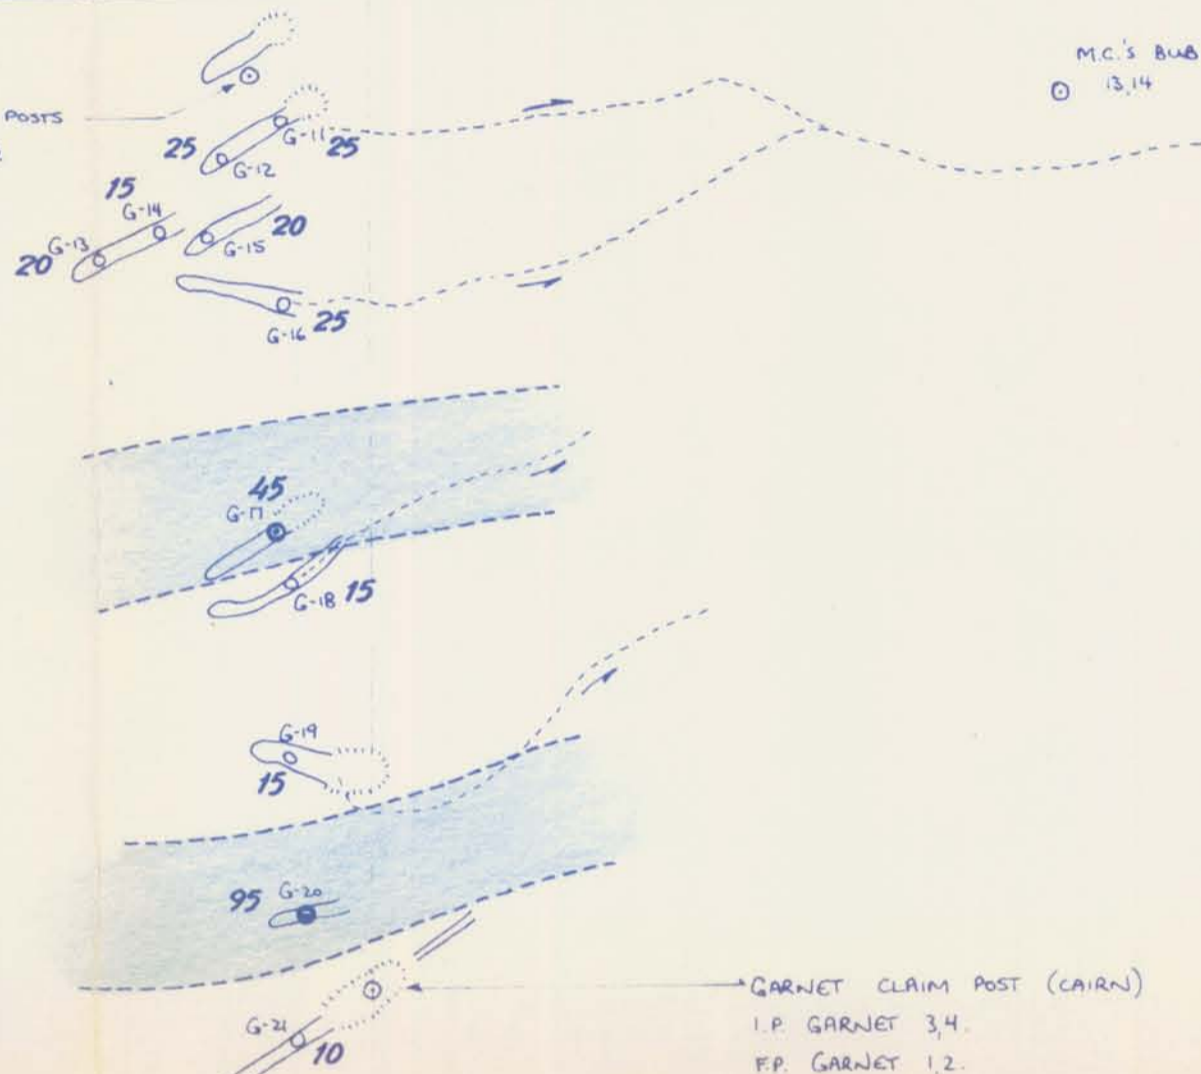 M.C.'s BUB
13,14
POSTS
G-11
25
25
G-12
15
G-14
20
G-13
G-15
20
G-16
25
45
G-17
G-18
15
G-19
15
95
G-20
G-21
10
GARNET CLAIM POST (CAIRN)
I.P. GARNET 3,4.
F.P. GARNET 1,2.